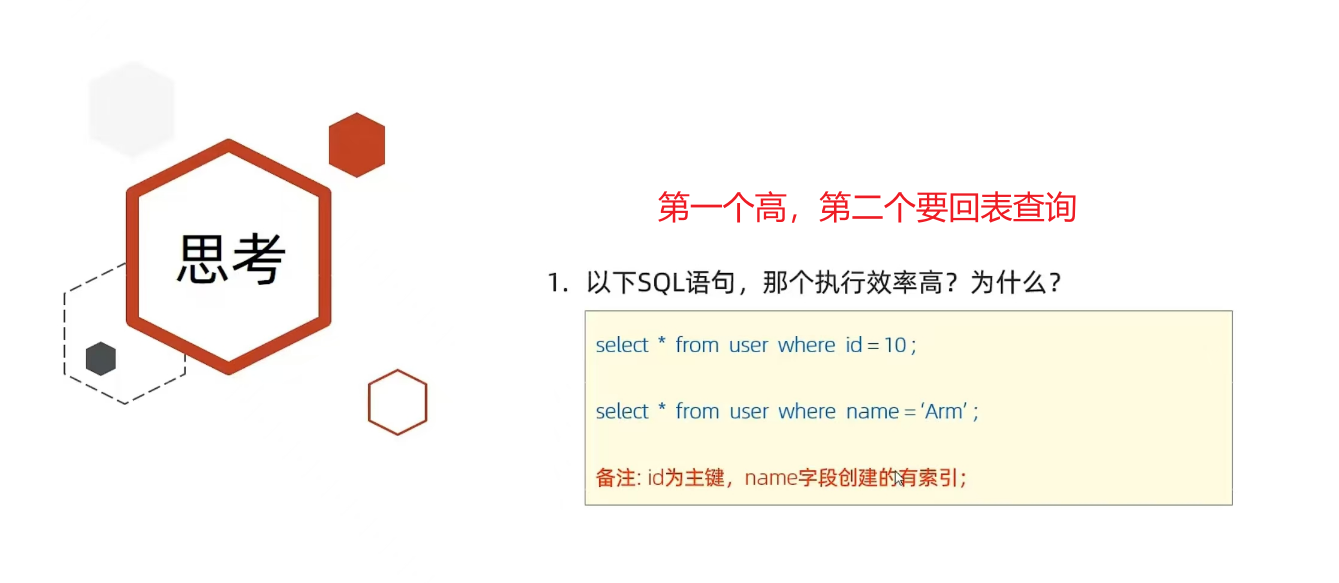 思考
第一个高，第二个要回表查询
1. 以下SQL语句，那个执行效率高？为什么？
select * from user where id = 10 ;
select * from user where name = ‘Arm’ ;
备注: id为主键，name字段创建的有索引；